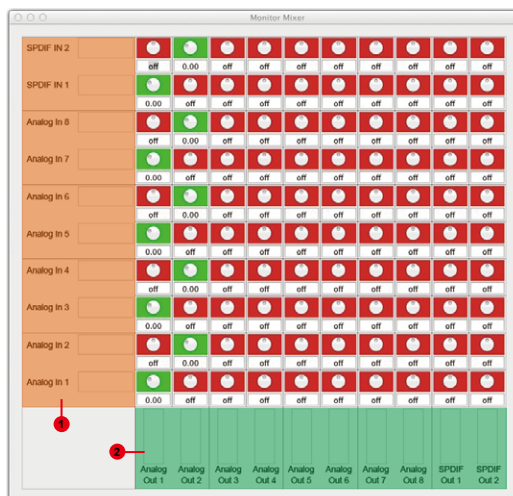 Monitor Mixer
SPDIF IN 2
off 0.00 off off off off off off off off
SPDIF IN 1
0.00 off off off off off off off off off
Analog In 8
off 0.00 off off off off off off off off
Analog In 7
0.00 off off off off off off off off off
Analog In 6
off 0.00 off off off off off off off off
Analog In 5
0.00 off off off off off off off off off
Analog In 4
off 0.00 off off off off off off off off
Analog In 3
0.00 off off off off off off off off off
Analog In 2
off 0.00 off off off off off off off off
Analog In 1
0.00 off off off off off off off off off
1
2
Analog Analog Analog Analog Analog Analog Analog Analog SPDIF SPDIF
Out 1 Out 2 Out 3 Out 4 Out 5 Out 6 Out 7 Out 8 Out 1 Out 2